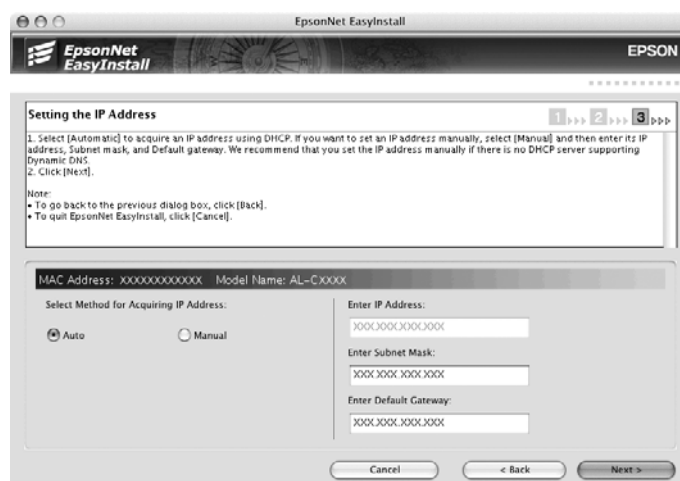 EpsonNet EasyInstall
EpsonNet
EasyInstall
EPSON
Setting the IP Address
1 2 3
1. Select [Automatic] to acquire an IP address using DHCP. If you want to set an IP address manually, select [Manual] and then enter its IP
address, Subnet mask, and Default gateway. We recommend that you set the IP address manually if there is no DHCP server supporting
Dynamic DNS.
2. Click [Next].
Note:
• To go back to the previous dialog box, click [Back].
• To quit EpsonNet EasyInstall, click [Cancel].
MAC Address: XXXXXXXXXXXX Model Name: AL-CXXXX
Select Method for Acquiring IP Address:
Auto Manual
Enter IP Address:
XXX.XXX.XXX.XXX
Enter Subnet Mask:
XXX.XXX.XXX.XXX
Enter Default Gateway:
XXX.XXX.XXX.XXX
Cancel < Back Next >